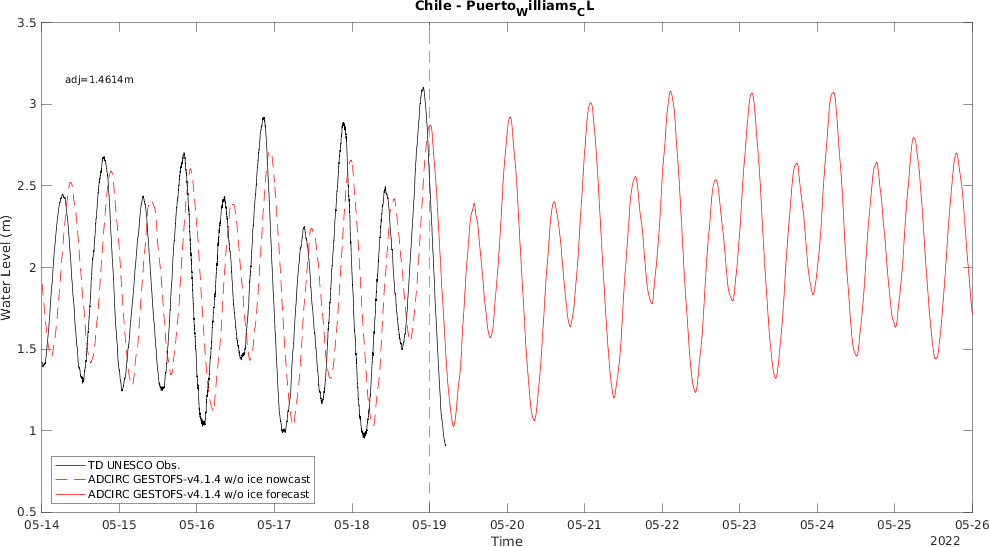 Chile - Puerto_Williams_CL
adj=1.4614m
3.5
3
2.5
2
1.5
1
0.5
Water Level (m)
TD UNESCO Obs.
ADCIRC GESTOFS-v4.1.4 w/o ice nowcast
ADCIRC GESTOFS-v4.1.4 w/o ice forecast
05-14 05-15 05-16 05-17 05-18 05-19 05-20 05-21 05-22 05-23 05-24 05-25 05-26
Time
2022